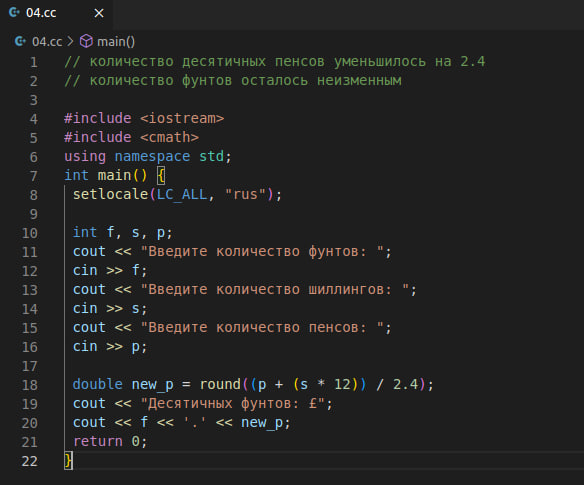 04.cc
04.cc > main()
1 // количество десятичных пенсов уменьшилось на 2.4
2 // количество фунтов осталось неизменным
3
4 #include <iostream>
5 #include <cmath>
6 using namespace std;
7 int main() {
8 setlocale(LC_ALL, "rus");
9
10 int f, s, p;
11 cout << "Введите количество фунтов: ";
12 cin >> f;
13 cout << "Введите количество шиллингов: ";
14 cin >> s;
15 cout << "Введите количество пенсов: ";
16 cin >> p;
17
18 double new_p = round((p + (s * 12)) / 2.4);
19 cout << "Десятичных фунтов: £";
20 cout << f << '.' << new_p;
21 return 0;
22 }